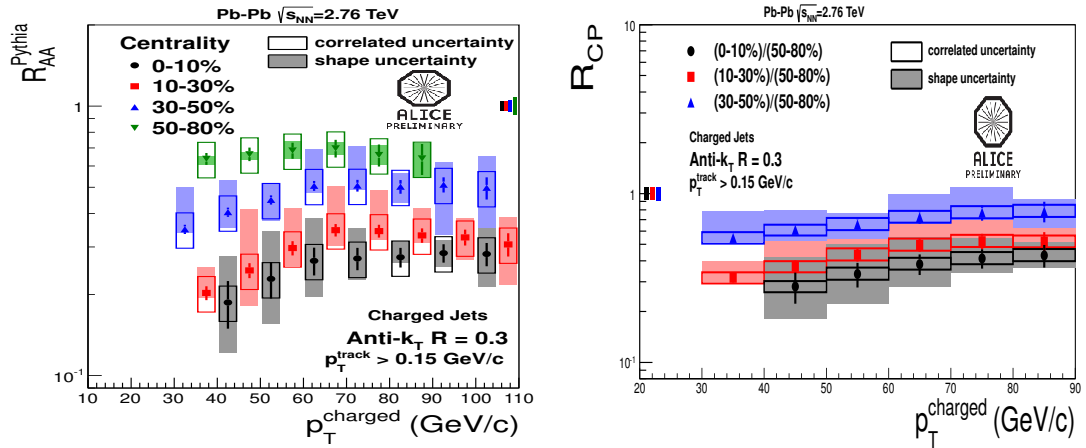 Pb-Pb √sNN=2.76 TeV
R_AA^Pythia
Centrality
0-10%
10-30%
30-50%
50-80%
correlated uncertainty
shape uncertainty
ALICE
PRELIMINARY
1
10^-1
Charged Jets
Anti-k_T R = 0.3
p_T^track > 0.15 GeV/c
10 20 30 40 50 60 70 80 90 100 110
p_T^charged (GeV/c)
Pb-Pb √sNN=2.76 TeV
R_CP
10
(0-10%)/(50-80%)
(10-30%)/(50-80%)
(30-50%)/(50-80%)
correlated uncertainty
shape uncertainty
Charged Jets
Anti-k_T R = 0.3
p_T^track > 0.15 GeV/c
ALICE
PRELIMINARY
1
10^-1
20 30 40 50 60 70 80 90
p_T^charged (GeV/c)